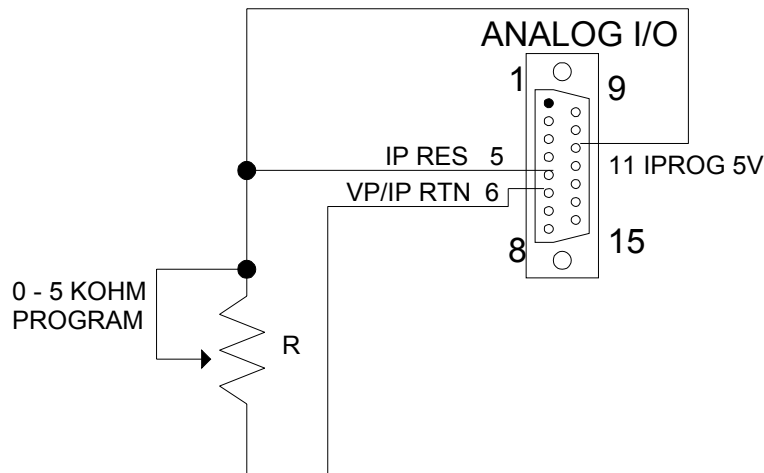 ANALOG I/O
1
9
IP RES 5
11 IPROG 5V
VP/IP RTN 6
8
15
0 - 5 KOHM
PROGRAM
R